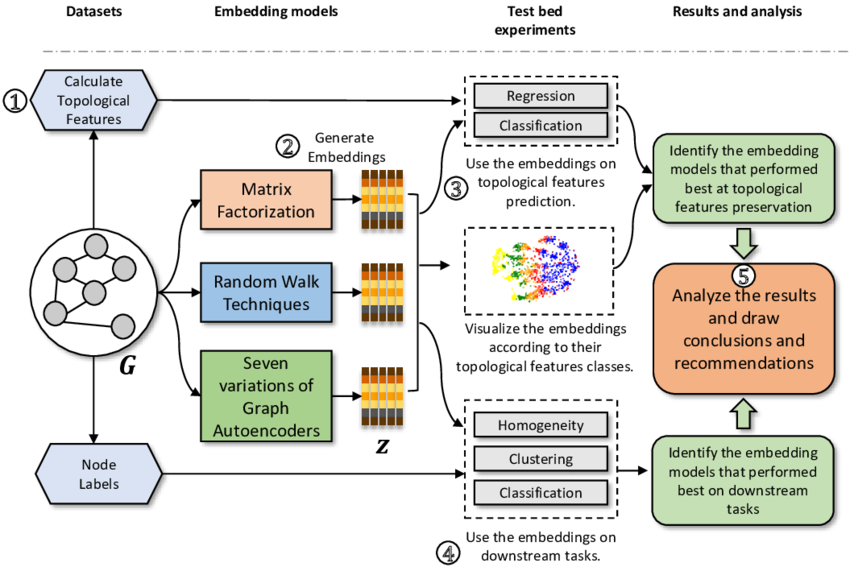 Datasets
Embedding models
Test bed
experiments
Results and analysis
1
Calculate
Topological
Features
2
Generate
Embeddings
Regression
Classification
3
Use the embeddings on
topological features
prediction.
Identify the embedding
models that performed
best at topological
features preservation
Matrix
Factorization
Random Walk
Techniques
Seven
variations of
Graph
Autoencoders
G
Z
Visualize the embeddings
according to their
topological features classes.
5
Analyze the results
and draw
conclusions and
recommendations
Node
Labels
Homogeneity
Clustering
Classification
4
Use the embeddings on
downstream tasks.
Identify the embedding
models that performed
best on downstream
tasks